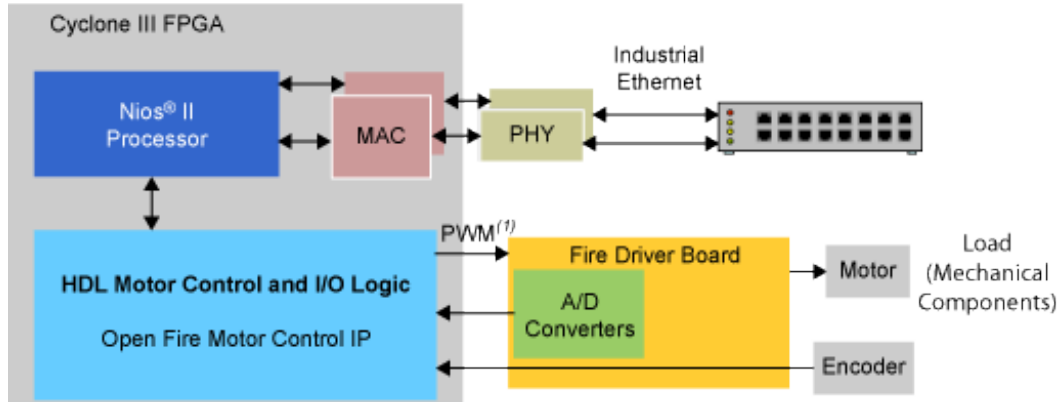 Cyclone III FPGA
Nios® II
Processor
MAC
PHY
Industrial
Ethernet
HDL Motor Control and I/O Logic
Open Fire Motor Control IP
PWM(1)
Fire Driver Board
A/D
Converters
Motor
Encoder
Load
(Mechanical
Components)